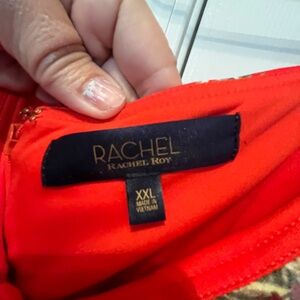 RACHEL
RACHEL ROY
XXL
MADE IN
VIETNAM